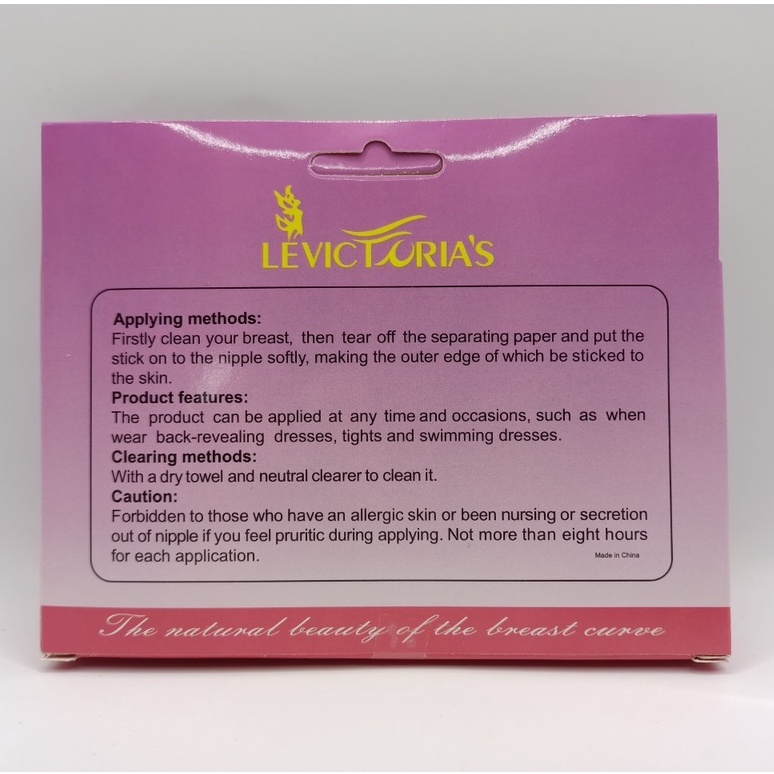 LEVICTORIA'S
Applying methods:
Firstly clean your breast, then tear off the separating paper and put the
stick on to the nipple softly, making the outer edge of which be sticked to
the skin.
Product features:
The product can be applied at any time and occasions, such as when
wear back-revealing dresses, tights and swimming dresses.
Clearing methods:
With a dry towel and neutral clearer to clean it.
Caution:
Forbidden to those who have an allergic skin or been nursing or secretion
out of nipple if you feel pruritic during applying. Not more than eight hours
for each application.
Made in China
The natural beauty of the breast curve